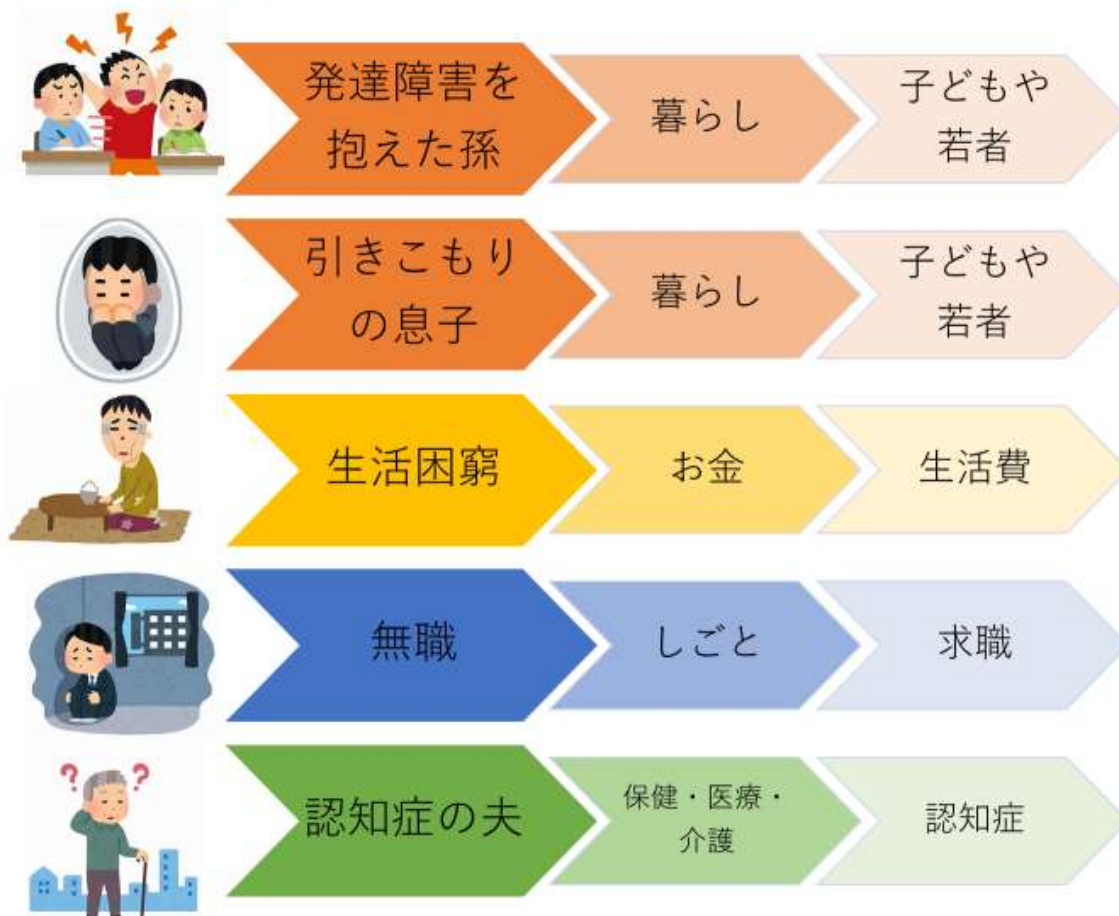 発達障害を
抱えた孫
暮らし
子どもや
若者
引きこもり
の息子
暮らし
子どもや
若者
生活困窮
お金
生活費
無職
しごと
求職
??
認知症の夫
保健・医療・
介護
認知症